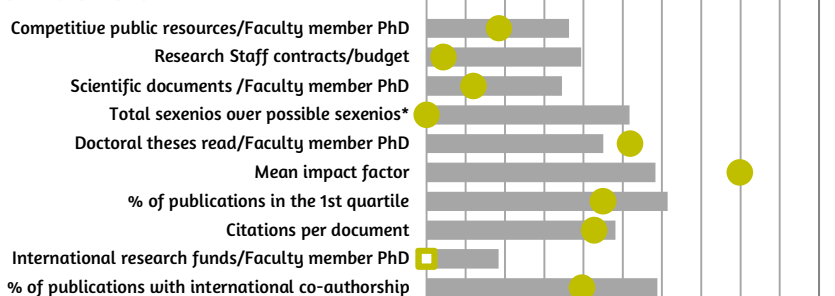 Competitive public resources/Faculty member PhD
Research Staff contracts/budget
Scientific documents /Faculty member PhD
Total sexenios over possible sexenios*
Doctoral theses read/Faculty member PhD
Mean impact factor
% of publications in the 1st quartile
Citations per document
International research funds/Faculty member PhD
% of publications with international co-authorship